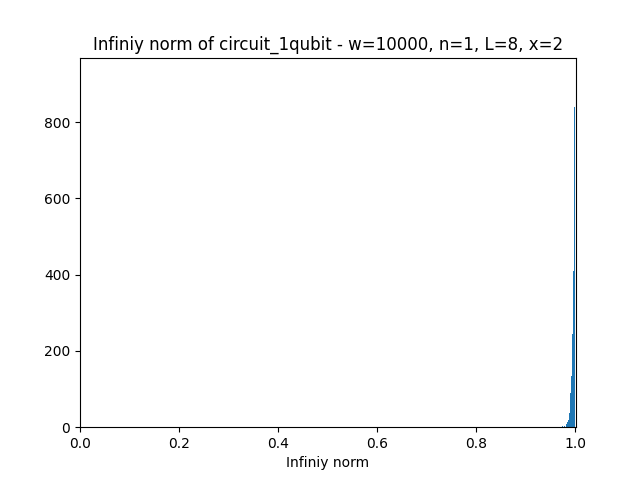 Infiniy norm of circuit_1qubit - w=10000, n=1, L=8, x=2
800
600
400
200
0
0.0 0.2 0.4 0.6 0.8 1.0
Infiniy norm